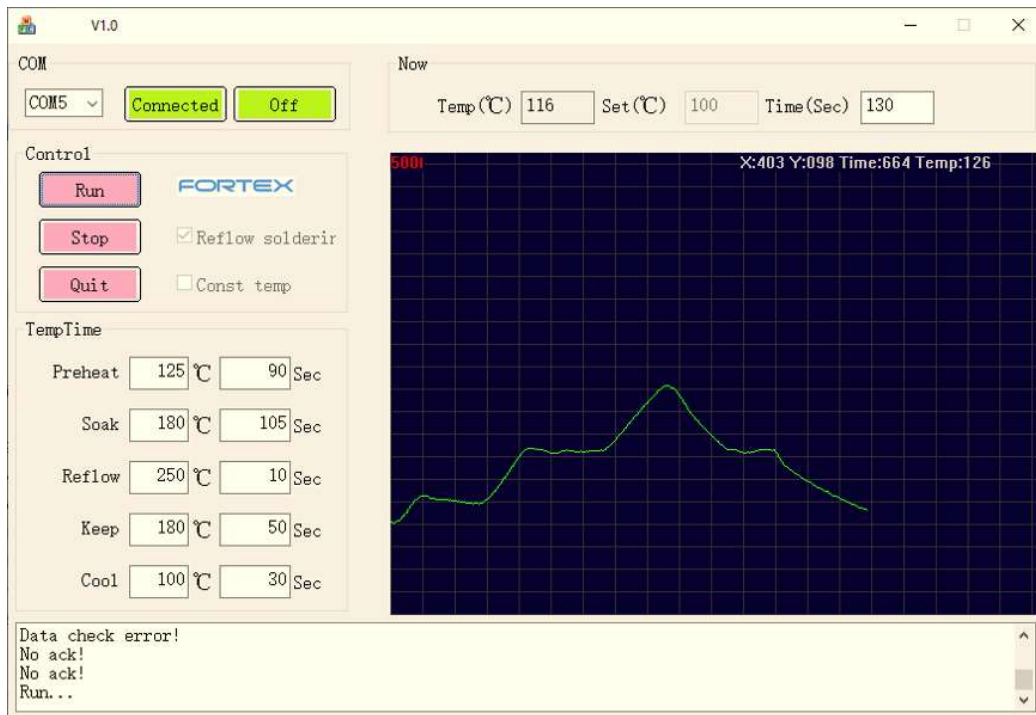 V1.0
COM
COM5 Connected Off
Now
Temp(℃) 116 Set(℃) 100 Time(Sec) 130
Control
Run FORTEX
Stop Reflow solderir
Quit Const temp
TempTime
Preheat 125 ℃ 90 Sec
Soak 180 ℃ 105 Sec
Reflow 250 ℃ 10 Sec
Keep 180 ℃ 50 Sec
Cool 100 ℃ 30 Sec
X:403 Y:098 Time:664 Temp:126
Data check error!
No ack!
No ack!
Run...